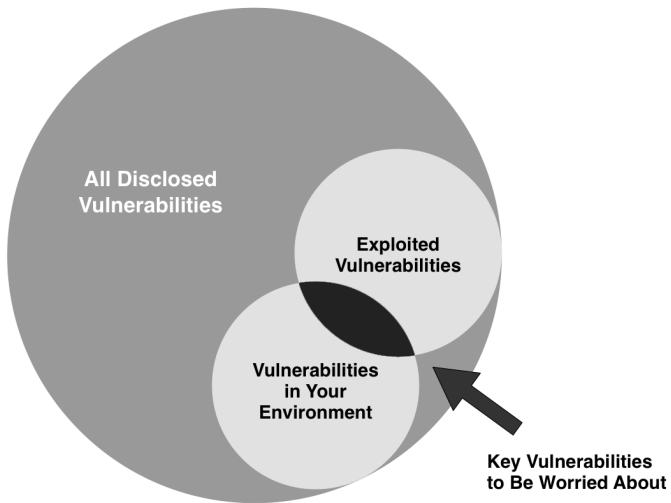 All Disclosed
Vulnerabilities
Exploited
Vulnerabilities
Vulnerabilities
in Your
Environment
Key Vulnerabilities
to Be Worried About